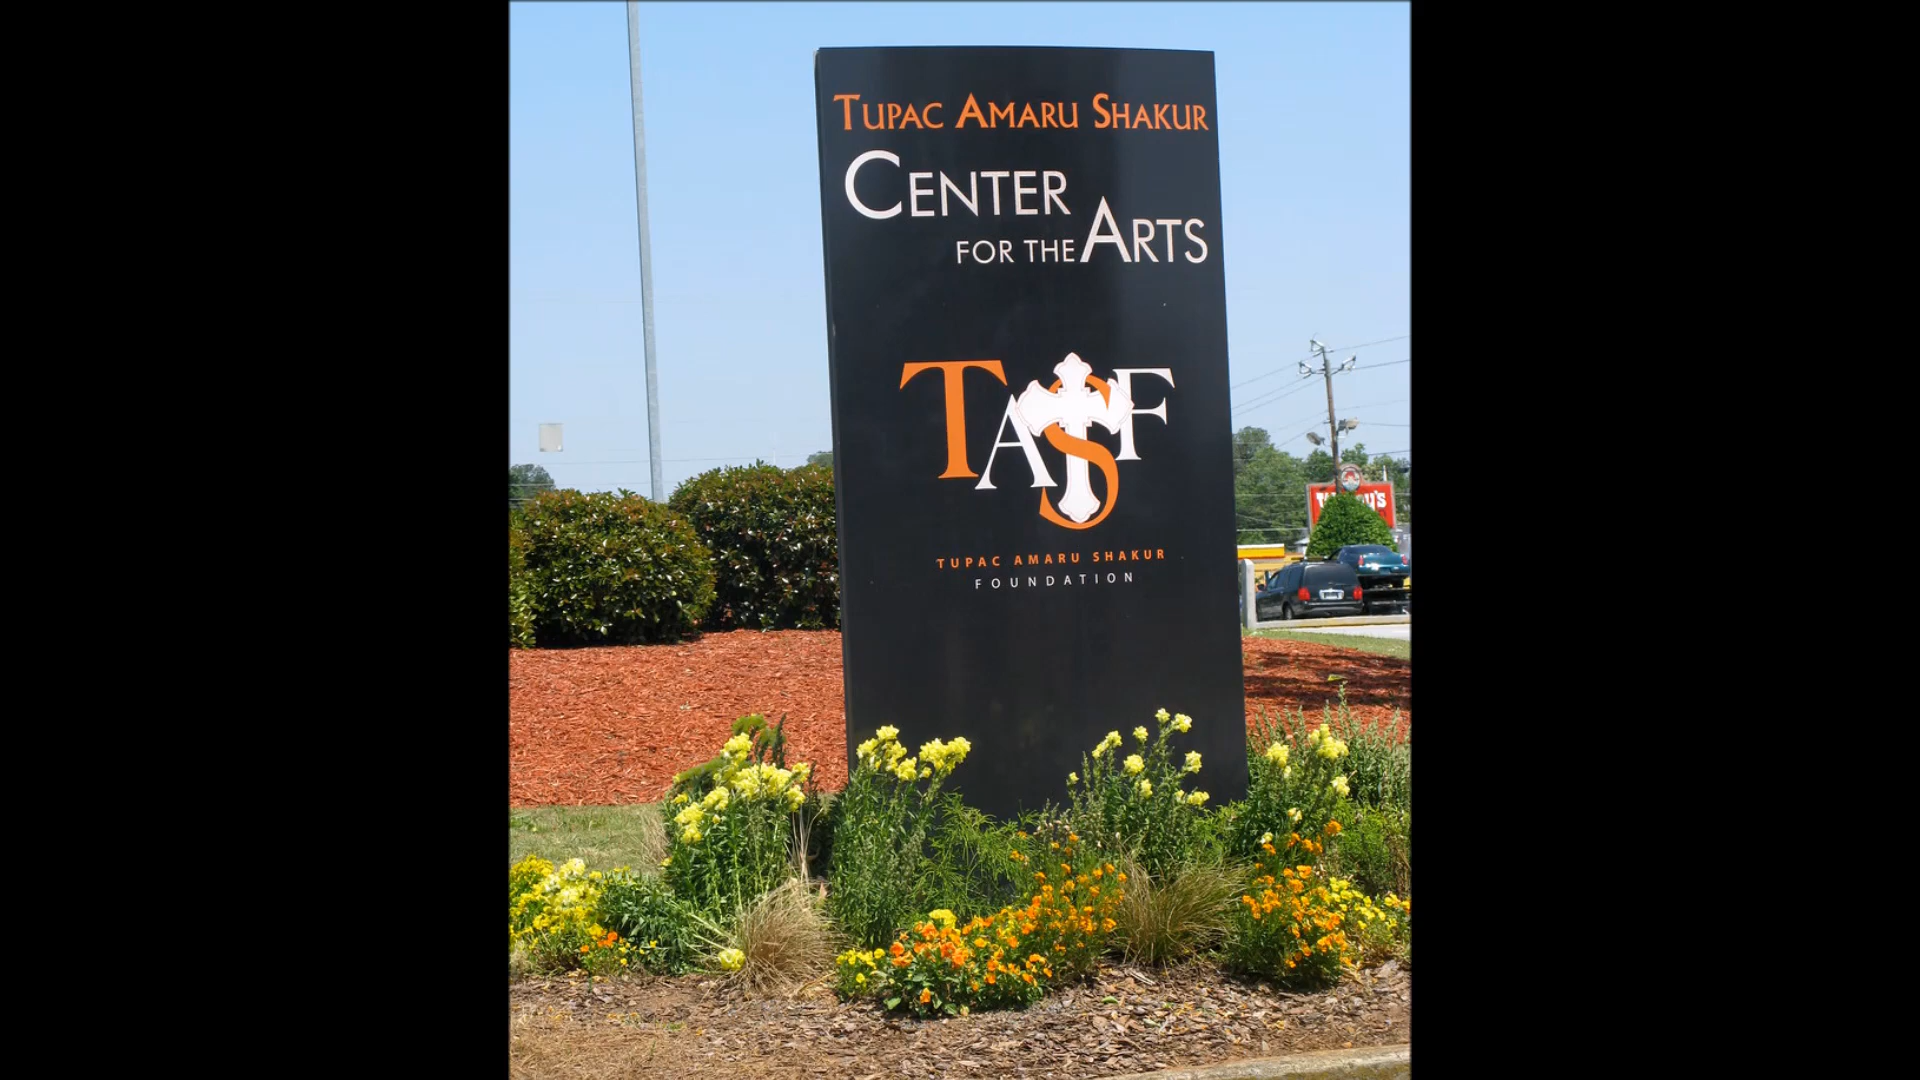 TUPAC AMARU SHAKUR
CENTER
FOR THE ARTS
TASF
TUPAC AMARU SHAKUR
FOUNDATION